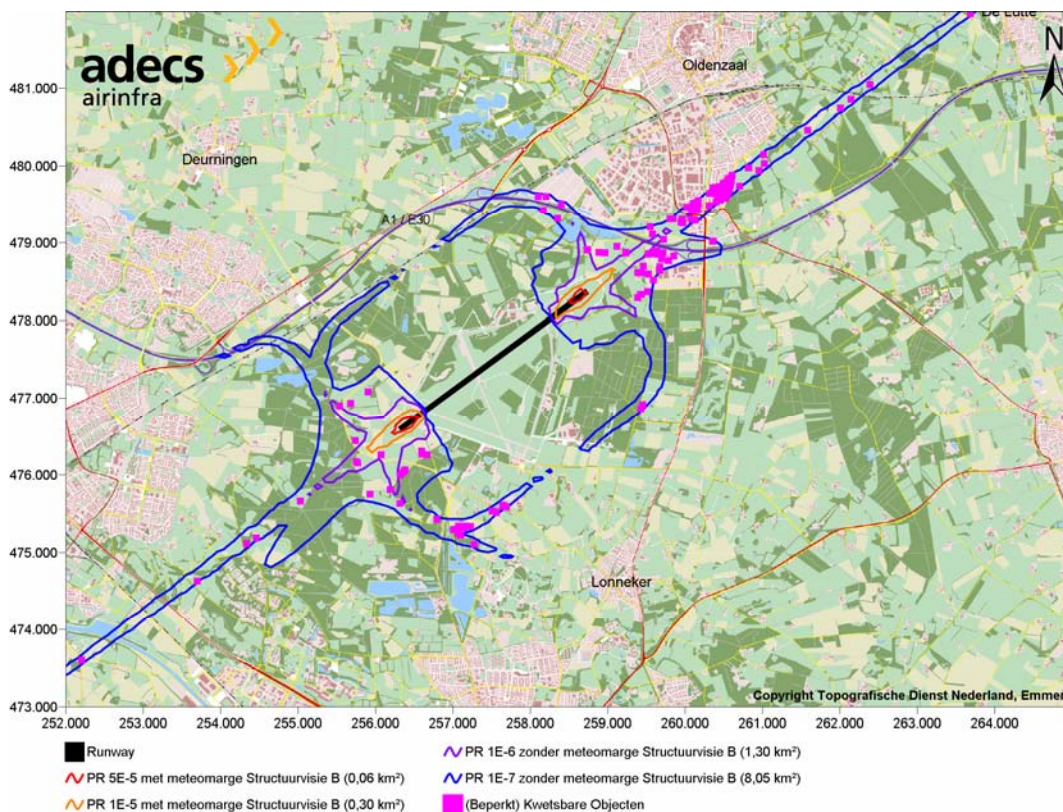 adecs
airinfra
De Lutte
N
Oldenzaal
481.000
480.000
Deurningen
A1 / E30
479.000
478.000
477.000
476.000
475.000
Lonneker
474.000
Copyright Topografische Dienst Nederland, Emmen
473.000
252.000 253.000 254.000 255.000 256.000 257.000 258.000 259.000 260.000 261.000 262.000 263.000 264.000
Runway
PR 1E-6 zonder meteomarge Structuurvisie B (1,30 km²)
PR 5E-5 met meteomarge Structuurvisie B (0,06 km²)
PR 1E-7 zonder meteomarge Structuurvisie B (8,05 km²)
PR 1E-5 met meteomarge Structuurvisie B (0,30 km²)
(Beperkt) Kwetsbare Objecten